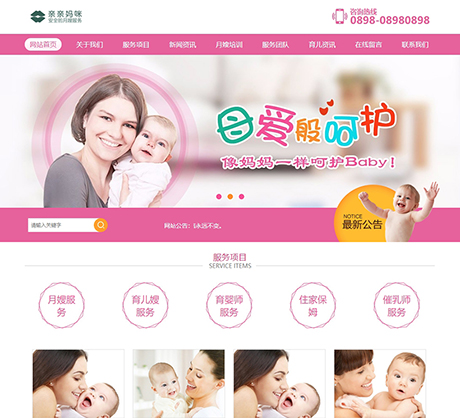 亲亲妈咪
安全的月嫂服务
咨询热线
0898-08980898
网站首页 关于我们 服务项目 新闻资讯 月嫂培训 服务团队 育儿资讯 在线留言 联系我们
母爱般呵护
像妈妈一样呵护Baby!
请输入关键字
网站公告: 永远不变。
NOTICE
最新公告
服务项目
SERVICE ITEMS
月嫂服务
育儿嫂服务
育婴师服务
住家保姆
催乳师服务